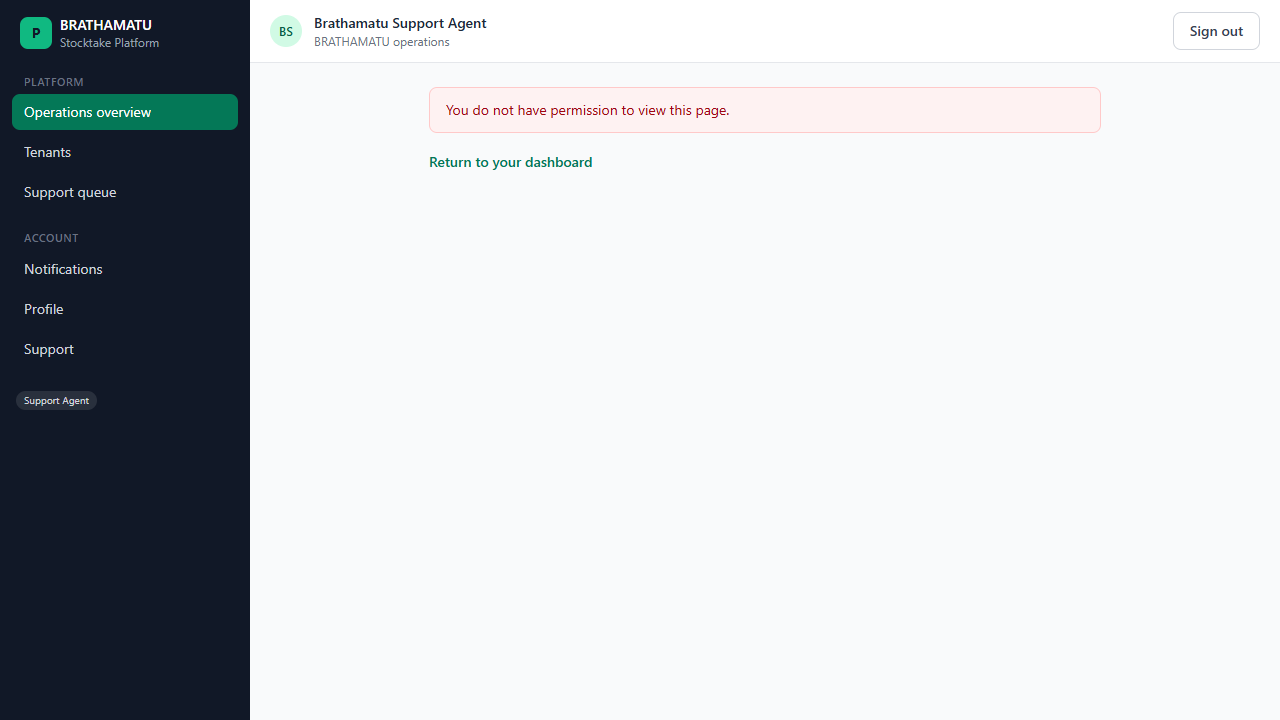 P
BRATHAMATU
Stocktake Platform
PLATFORM
Operations overview
Tenants
Support queue
ACCOUNT
Notifications
Profile
Support
Support Agent
BS
Brathamatu Support Agent
BRATHAMATU operations
Sign out
You do not have permission to view this page.
Return to your dashboard